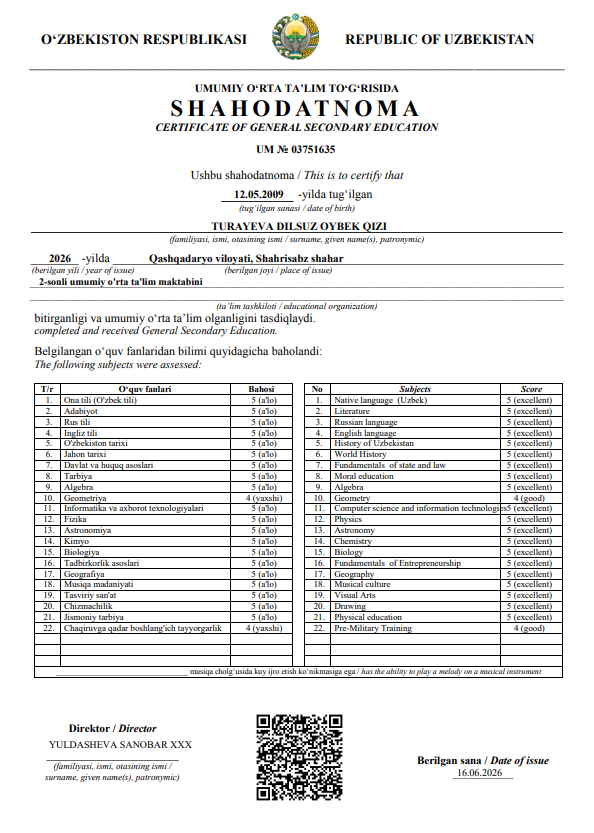 O‘ZBEKISTON RESPUBLIKASI REPUBLIC OF UZBEKISTAN
UMUMIY O‘RTA TA’LIM TO‘G‘RISIDA
SHAHODATNOMA
CERTIFICATE OF GENERAL SECONDARY EDUCATION
UM № 03751635
Ushbu shahodatnoma / This is to certify that
12.05.2009 -yilda tug‘ilgan
(tug‘ilgan sanasi / date of birth)
TURAYEVA DILSUZ OYBEK QIZI
(familiyasi, ismi, otasining ismi / surname, given name(s), patronymic)
2026 -yilda Qashqadaryo viloyati, Shahrisabz shahar
(berilgan yili / year of issue) (berilgan joyi / place of issue)
2-sonli umumiy o'rta ta'lim maktabini
(ta’lim tashkiloti / educational organization)
bitirganligi va umumiy o‘rta ta’lim olganligini tasdiqlaydi.
completed and received General Secondary Education.
Belgilangan o‘quv fanlaridan bilimi quyidagicha baholandi:
The following subjects were assessed:
T/r O‘quv fanlari Bahosi No Subjects Score
1. Ona tili (O'zbek tili) 5 (a'lo) 1. Native language (Uzbek) 5 (excellent)
2. Adabiyot 5 (a'lo) 2. Literature 5 (excellent)
3. Rus tili 5 (a'lo) 3. Russian language 5 (excellent)
4. Ingliz tili 5 (a'lo) 4. English language 5 (excellent)
5. O'zbekiston tarixi 5 (a'lo) 5. History of Uzbekistan 5 (excellent)
6. Jahon tarixi 5 (a'lo) 6. World History 5 (excellent)
7. Davlat va huquq asoslari 5 (a'lo) 7. Fundamentals of state and law 5 (excellent)
8. Tarbiya 5 (a'lo) 8. Moral education 5 (excellent)
9. Algebra 5 (a'lo) 9. Algebra 5 (excellent)
10. Geometriya 4 (yaxshi) 10. Geometry 4 (good)
11. Informatika va axborot texnologiyalari 5 (a'lo) 11. Computer science and information technologies 5 (excellent)
12. Fizika 5 (a'lo) 12. Physics 5 (excellent)
13. Astronomiya 5 (a'lo) 13. Astronomy 5 (excellent)
14. Kimyo 5 (a'lo) 14. Chemistry 5 (excellent)
15. Biologiya 5 (a'lo) 15. Biology 5 (excellent)
16. Tadbirkorlik asoslari 5 (a'lo) 16. Fundamentals of Entrepreneurship 5 (excellent)
17. Geografiya 5 (a'lo) 17. Geography 5 (excellent)
18. Musiqa madaniyati 5 (a'lo) 18. Musical culture 5 (excellent)
19. Tasviriy san'at 5 (a'lo) 19. Visual Arts 5 (excellent)
20. Chizmachilik 5 (a'lo) 20. Drawing 5 (excellent)
21. Jismoniy tarbiya 5 (a'lo) 21. Physical education 5 (excellent)
22. Chaqiruvga qadar boshlang'ich tayyorgarlik 4 (yaxshi) 22. Pre-Military Training 4 (good)
musiqa cholg‘usida kuy ijro etish ko‘nikmasiga ega / has the ability to play a melody on a musical instrument
Direktor / Director
YULDASHEVA SANOBAR XXX
(familiyasi, ismi, otasining ismi /
surname, given name(s), patronymic)
Berilgan sana / Date of issue
16.06.2026